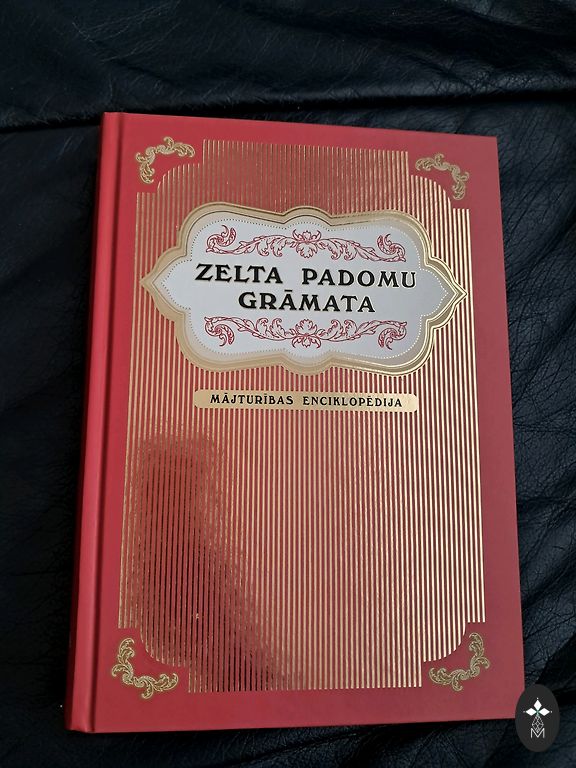 ZELTA PADOMU
GRĀMATA
MĀJTURĪBAS ENCIKLOPĒDIJA
M